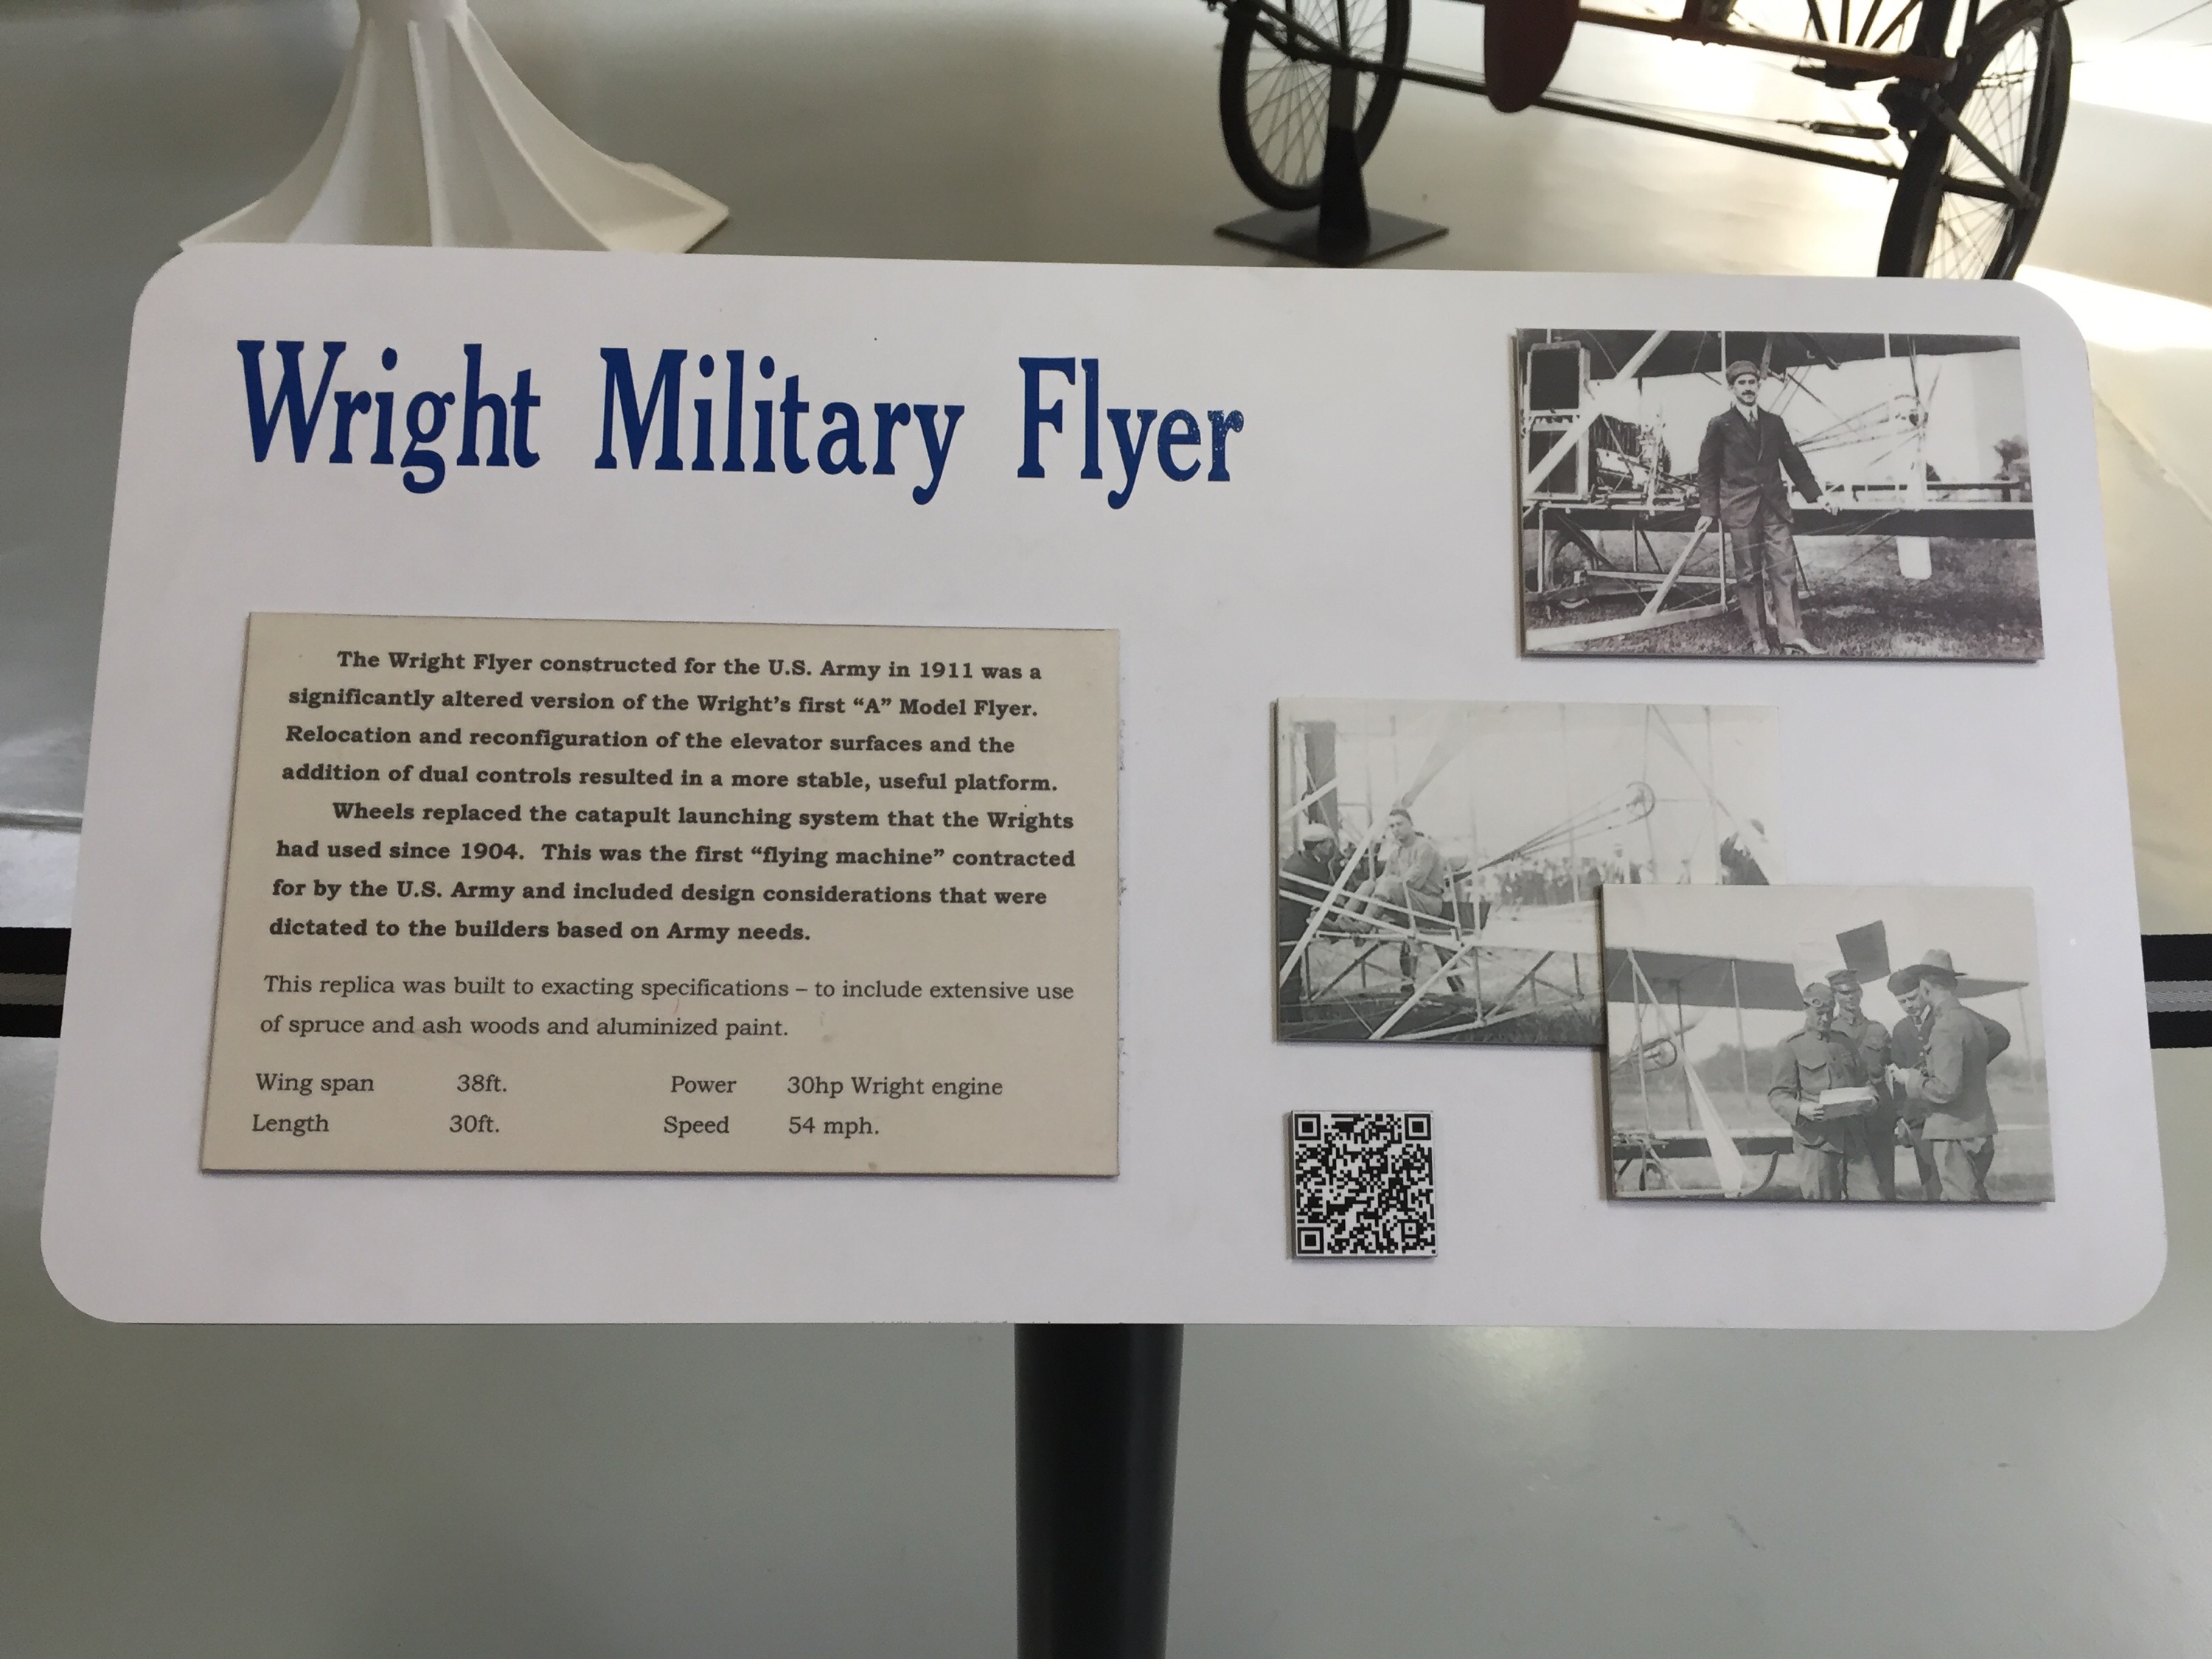 Wright Military Flyer
The Wright Flyer constructed for the U.S. Army in 1911 was a
significantly altered version of the Wright's first “A” Model Flyer.
Relocation and reconfiguration of the elevator surfaces and the
addition of dual controls resulted in a more stable, useful platform.
Wheels replaced the catapult launching system that the Wrights
had used since 1904. This was the first “flying machine” contracted
for by the U.S. Army and included design considerations that were
dictated to the builders based on Army needs.
This replica was built to exacting specifications – to include extensive use
of spruce and ash woods and aluminized paint.
Wing span 38ft. Power 30hp Wright engine
Length 30ft. Speed 54 mph.